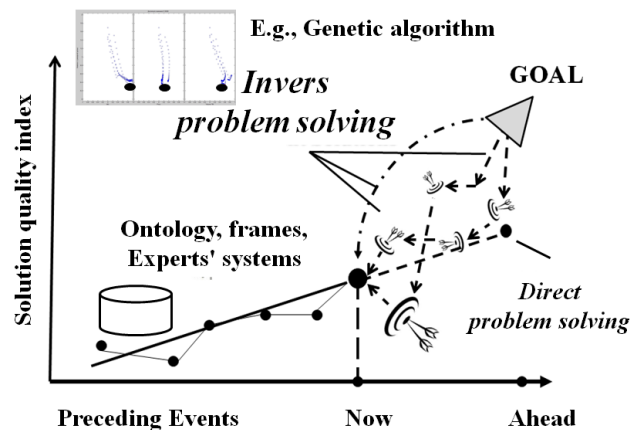 E.g., Genetic algorithm
Invers
problem solving
GOAL
Solution quality index
Ontology, frames,
Experts' systems
Direct
problem solving
Preceding Events
Now
Ahead